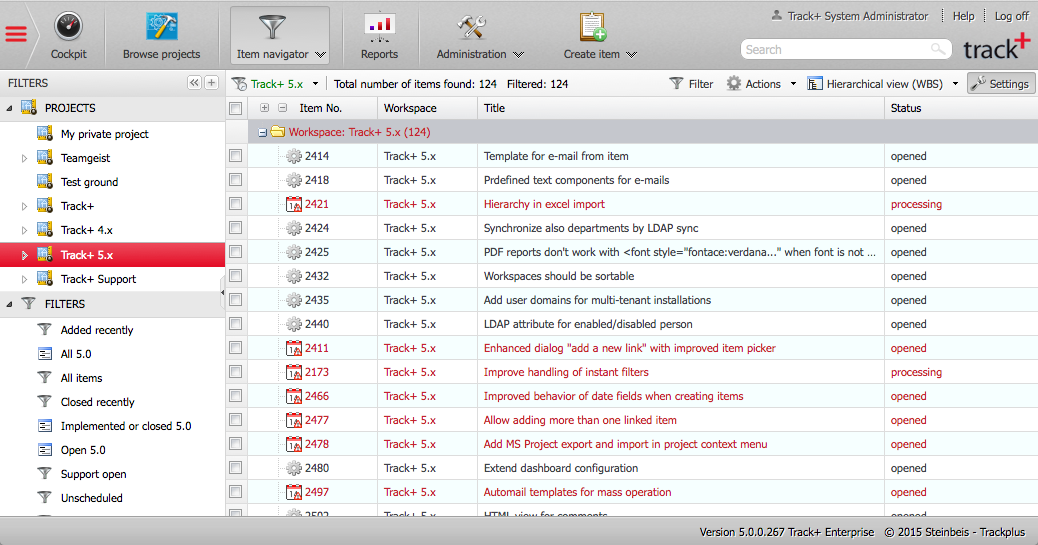 Track+ System Administrator Help Log off
Cockpit Browse projects Item navigator Reports Administration Create item
Search track+
FILTERS
Track+ 5.x Total number of items found: 124 Filtered: 124 Filter Actions Hierarchical view (WBS) Settings
PROJECTS
My private project
Teamgeist
Test ground
Track+
Track+ 4.x
Track+ 5.x
Track+ Support
FILTERS
Added recently
All 5.0
All items
Closed recently
Implemented or closed 5.0
Open 5.0
Support open
Unscheduled
Item No. Workspace Title Status
Workspace: Track+ 5.x (124)
2414 Track+ 5.x Template for e-mail from item opened
2418 Track+ 5.x Prdefined text components for e-mails opened
2421 Track+ 5.x Hierarchy in excel import processing
2424 Track+ 5.x Synchronize also departments by LDAP sync opened
2425 Track+ 5.x PDF reports don't work with <font style="fontace:verdana..." when font is not ... opened
2432 Track+ 5.x Workspaces should be sortable opened
2435 Track+ 5.x Add user domains for multi-tenant installations opened
2440 Track+ 5.x LDAP attribute for enabled/disabled person opened
2411 Track+ 5.x Enhanced dialog "add a new link" with improved item picker opened
2173 Track+ 5.x Improve handling of instant filters processing
2466 Track+ 5.x Improved behavior of date fields when creating items opened
2477 Track+ 5.x Allow adding more than one linked item opened
2478 Track+ 5.x Add MS Project export and import in project context menu opened
2480 Track+ 5.x Extend dashboard configuration opened
2497 Track+ 5.x Automail templates for mass operation opened
2502 Track+ 5.x HTML view for comments opened
Version 5.0.0.267 Track+ Enterprise © 2015 Steinbeis - Trackplus